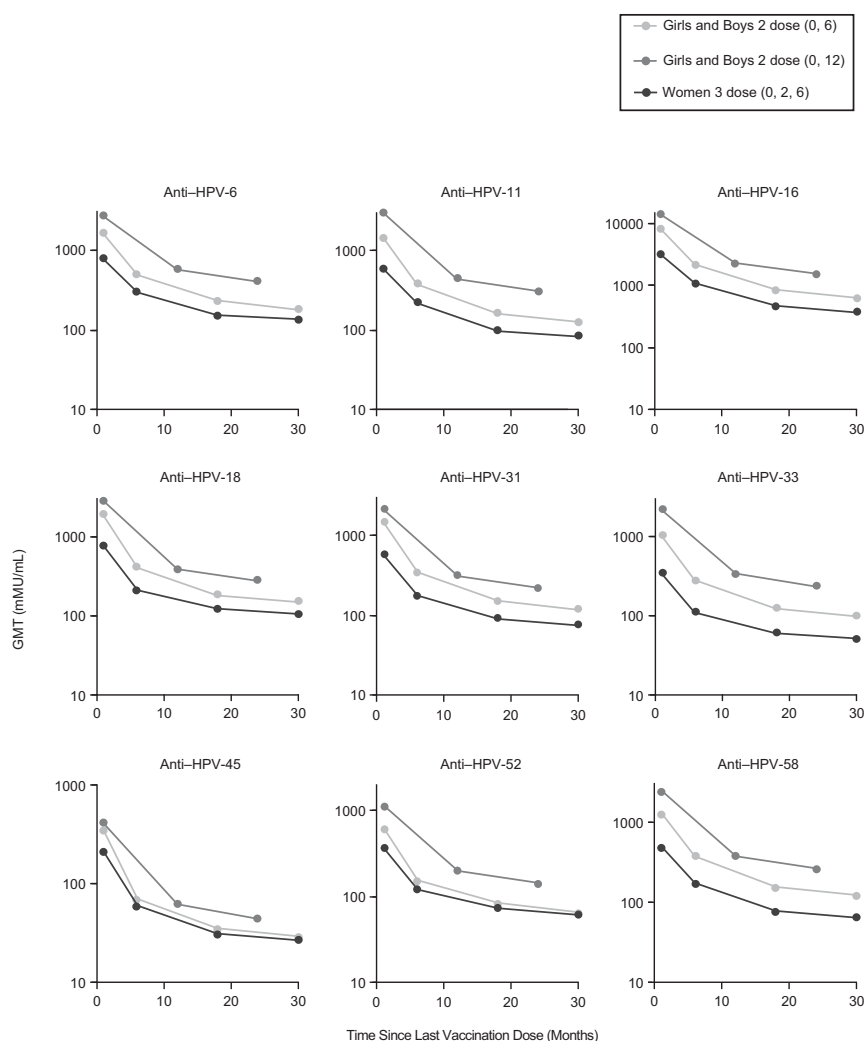 Girls and Boys 2 dose (0, 6)
Girls and Boys 2 dose (0, 12)
Women 3 dose (0, 2, 6)
Anti–HPV-6
1000
100
10
0 10 20 30
Anti–HPV-11
1000
100
10
0 10 20 30
Anti–HPV-16
10000
1000
100
10
0 10 20 30
GMT (mMU/mL)
Anti–HPV-18
1000
100
10
0 10 20 30
Anti–HPV-31
1000
100
10
0 10 20 30
Anti–HPV-33
1000
100
10
0 10 20 30
Anti–HPV-45
1000
100
10
0 10 20 30
Anti–HPV-52
1000
100
10
0 10 20 30
Anti–HPV-58
1000
100
10
0 10 20 30
Time Since Last Vaccination Dose (Months)